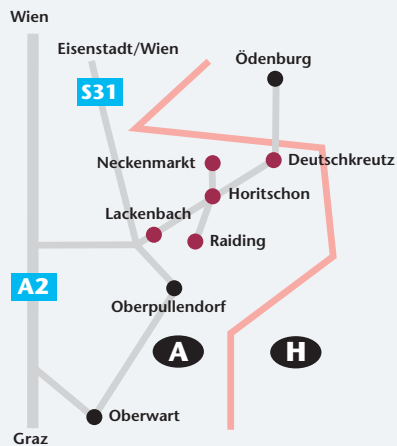 Wien
Eisenstadt/Wien
Ödenburg
S31
Neckenmarkt
Deutschkreutz
Horitschon
Lackenbach
Raiding
A2
Oberpullendorf
A
H
Oberwart
Graz